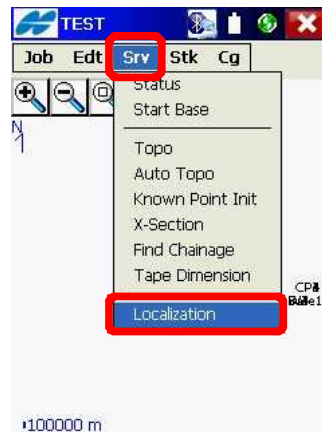 TEST
Job Edt Srv Stk Cg
Status
Start Base
N
Topo
Auto Topo
Known Point Init
X-Section
Find Chainage
Tape Dimension
Localization
100000 m